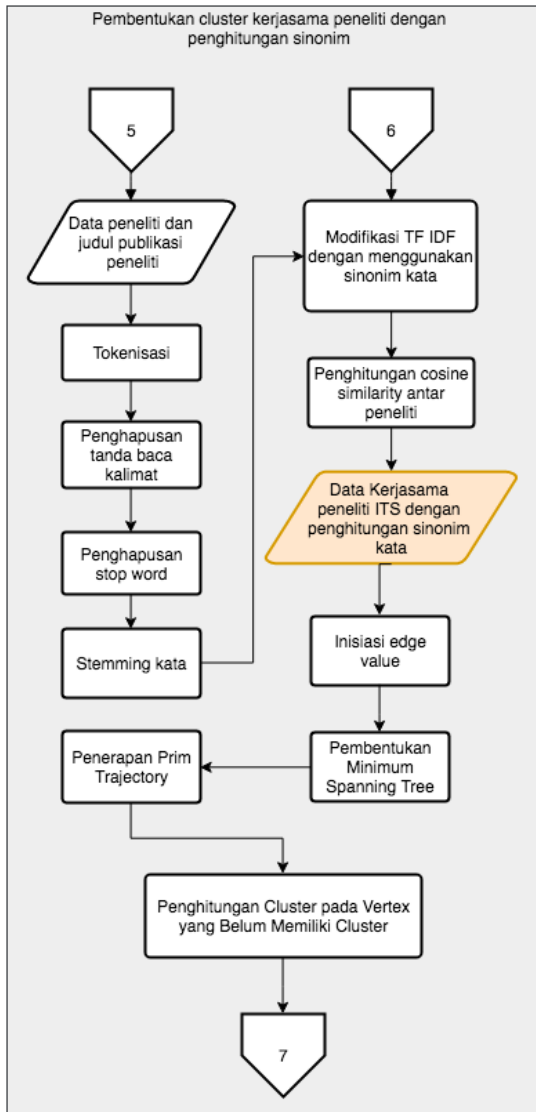 Pembentukan cluster kerjasama peneliti dengan
penghitungan sinonim
5
Data peneliti dan
judul publikasi
peneliti
Tokenisasi
Penghapusan
tanda baca
kalimat
Penghapusan
stop word
Stemming kata
6
Modifikasi TF IDF
dengan menggunakan
sinonim kata
Penghitungan cosine
similarity antar
peneliti
Data Kerjasama
peneliti ITS dengan
penghitungan sinonim
kata
Inisiasi edge
value
Pembentukan
Minimum
Spanning Tree
Penerapan Prim
Trajectory
Penghitungan Cluster pada Vertex
yang Belum Memiliki Cluster
7